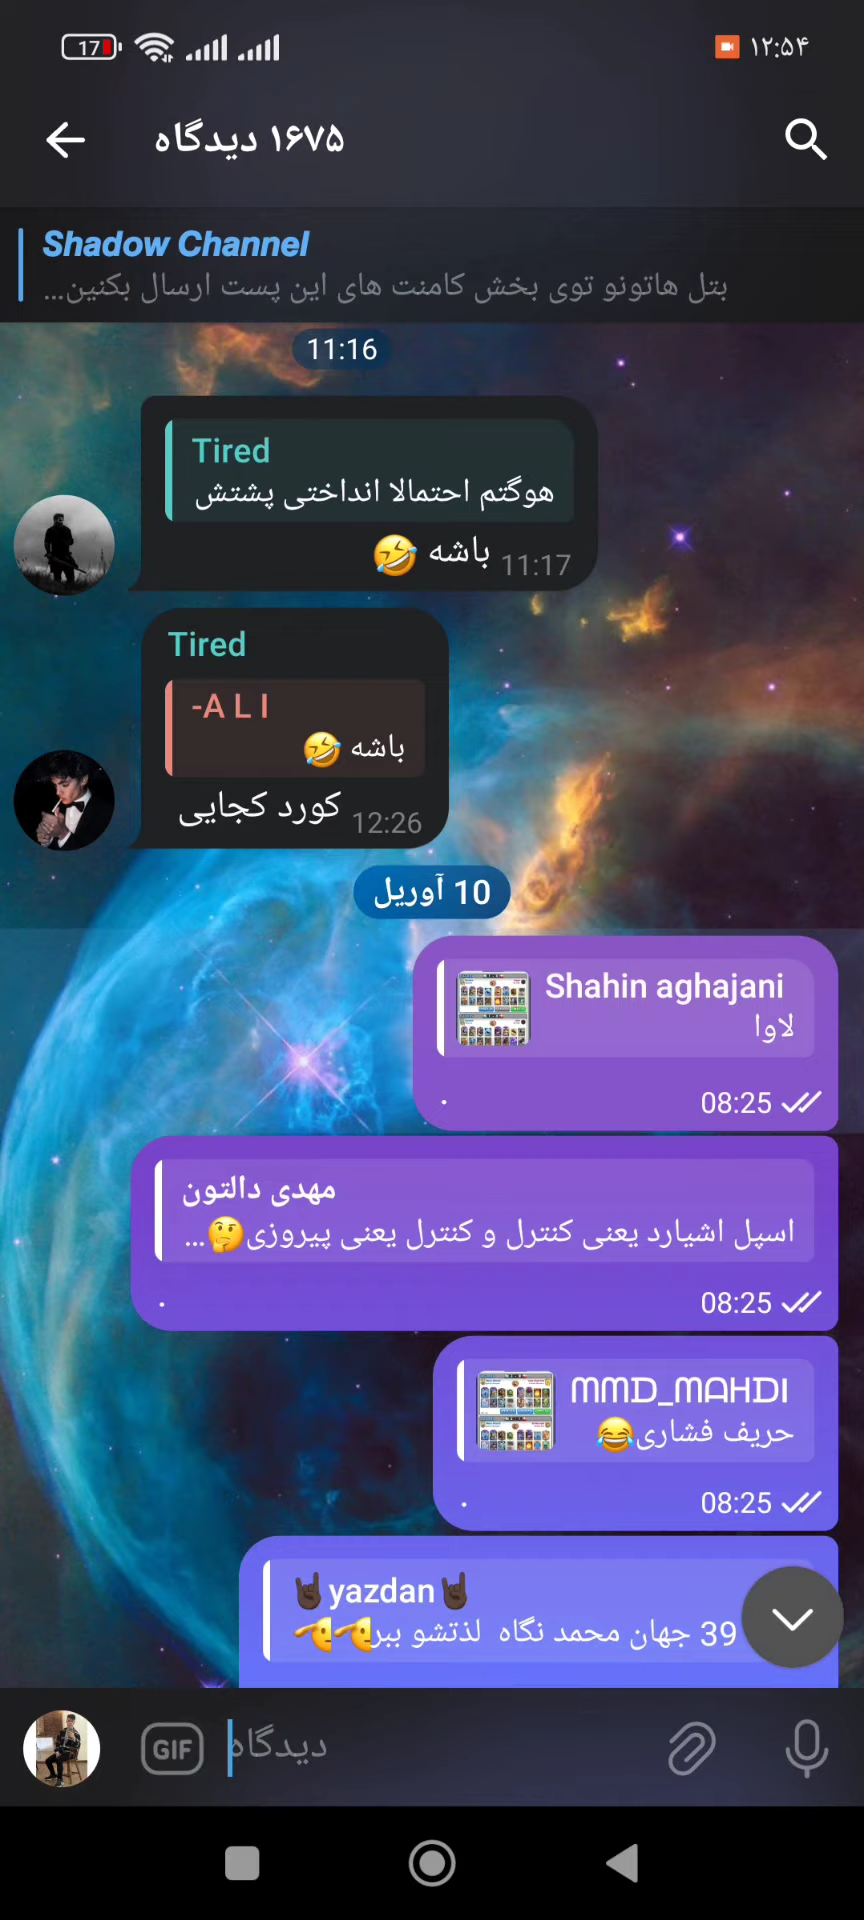 17
۱۲:۵۴
۱۶۷۵ دیدگاه
Shadow Channel
بتل هاتونو توی بخش کامنت های این پست ارسال بکنین...
11:16
Tired
هوگتم احتمالا انداختی پشتش
باشه 🤣 11:17
Tired
-A L I
باشه 🤣
کورد کجایی 12:26
10 آوریل
Shahin aghajani
لاوا
. 08:25
مهدی دالتون
اسپل اشیارد یعنی کنترل و کنترل یعنی پیروزی🤔...
. 08:25
MMD_MAHDI
حریف فشاری😂
. 08:25
🤘🏿yazdan🤘🏿
39 جهان محمد نگاه لذتشو ببر🫡🫡
GIF
دیدگاه